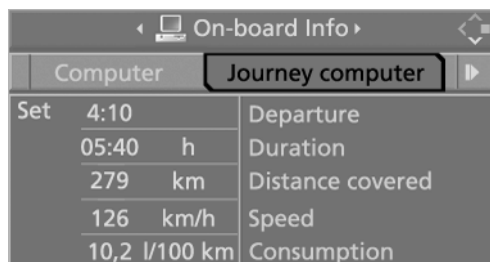 On-board Info
Computer Journey computer
Set 4:10 Departure
05:40 h Duration
279 km Distance covered
126 km/h Speed
10,2 l/100 km Consumption